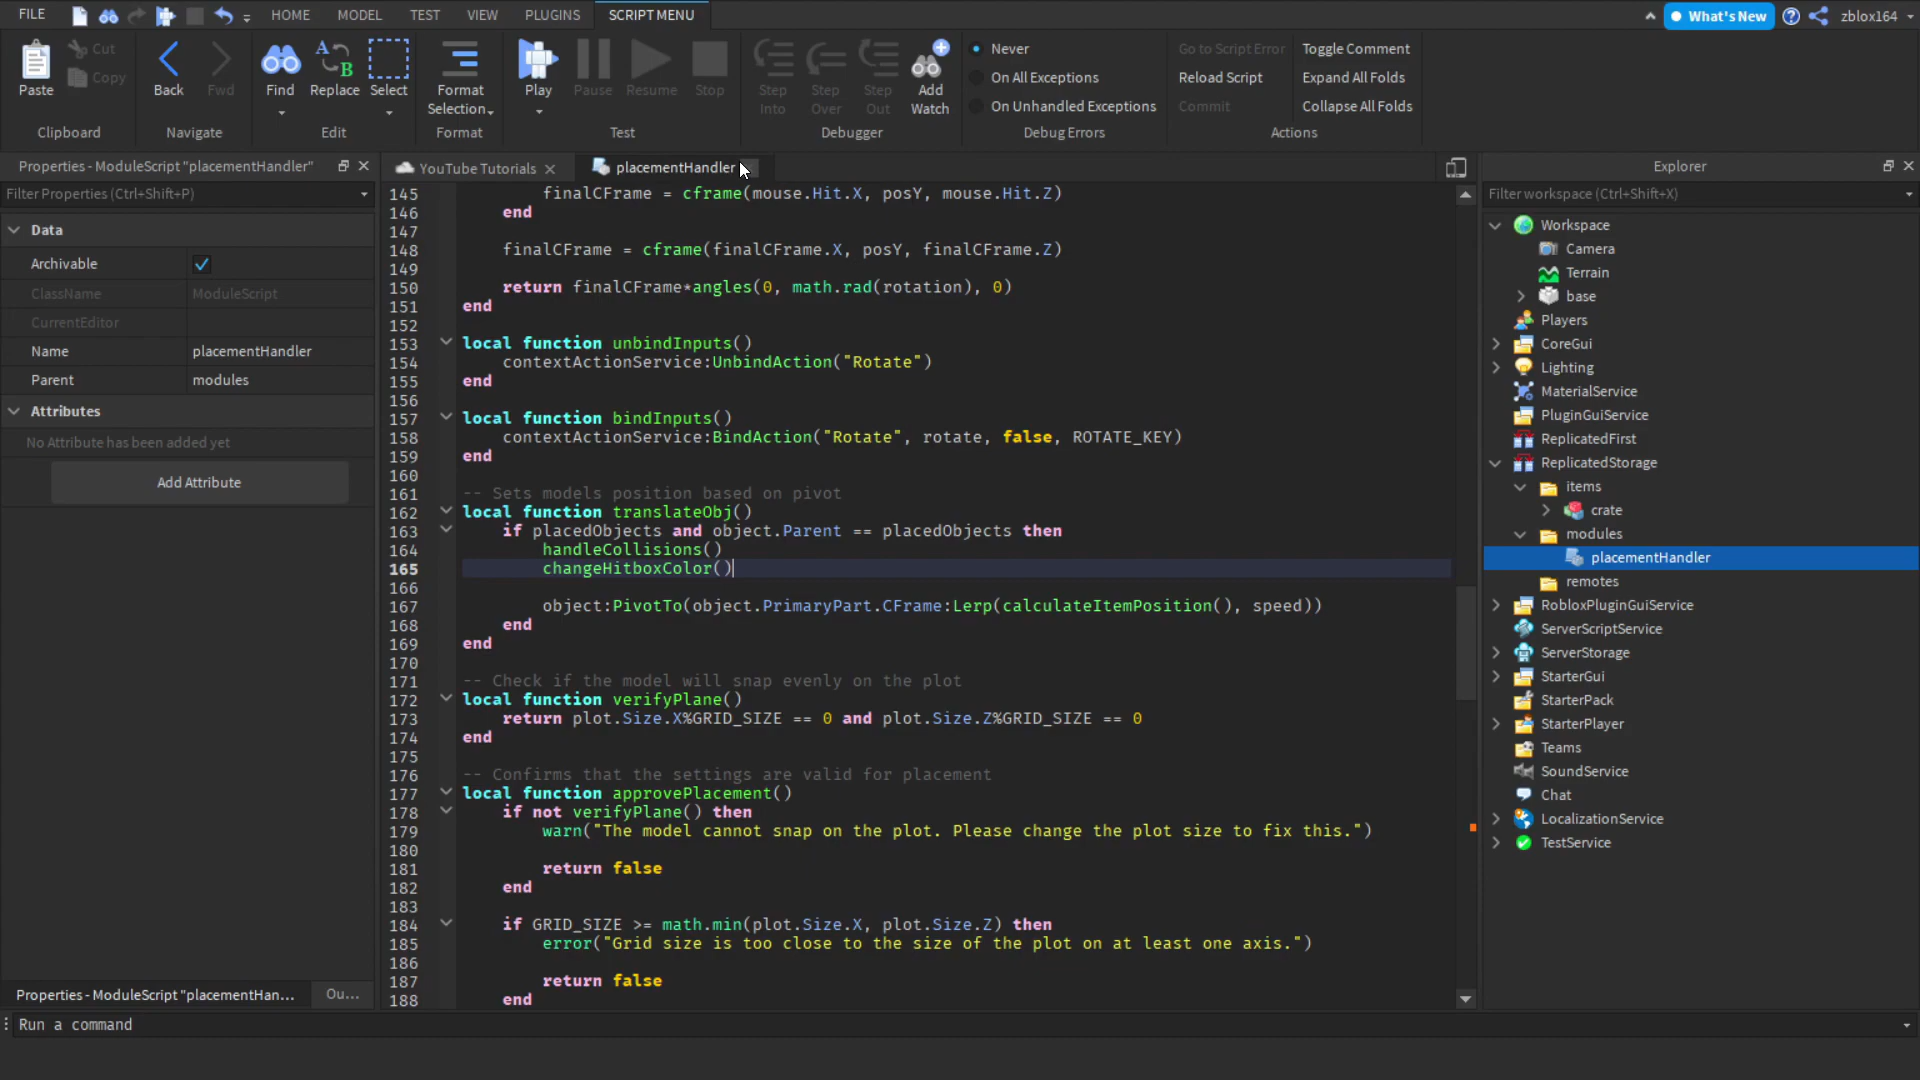 FILE
HOME
MODEL
TEST
VIEW
PLUGINS
SCRIPT MENU
What's New
zblox164
Paste
Cut
Copy
Clipboard
Back
Fwd
Navigate
Find
Replace
Select
Edit
Format
Selection
Format
Play
Pause
Resume
Stop
Test
Step
Into
Step
Over
Step
Out
Add
Watch
Debugger
Never
On All Exceptions
On Unhandled Exceptions
Debug Errors
Go to Script Error
Reload Script
Commit
Toggle Comment
Expand All Folds
Collapse All Folds
Actions
Properties - ModuleScript "placementHandler"
Filter Properties (Ctrl+Shift+P)
Data
Archivable
ClassName ModuleScript
CurrentEditor
Name placementHandler
Parent modules
Attributes
No Attribute has been added yet
Add Attribute
Properties - ModuleScript "placementHan...
Ou...
YouTube Tutorials
placementHandler
145 finalCFrame = cframe(mouse.Hit.X, posY, mouse.Hit.Z)
146 end
147
148 finalCFrame = cframe(finalCFrame.X, posY, finalCFrame.Z)
149
150 return finalCFrame*angles(0, math.rad(rotation), 0)
151 end
152
153 local function unbindInputs()
154 contextActionService:UnbindAction("Rotate")
155 end
156
157 local function bindInputs()
158 contextActionService:BindAction("Rotate", rotate, false, ROTATE_KEY)
159 end
160
161 -- Sets models position based on pivot
162 local function translateObj()
163 if placedObjects and object.Parent == placedObjects then
164 handleCollisions()
165 changeHitboxColor()
166
167 object:PivotTo(object.PrimaryPart.CFrame:Lerp(calculateItemPosition(), speed))
168 end
169 end
170
171 -- Check if the model will snap evenly on the plot
172 local function verifyPlane()
173 return plot.Size.X%GRID_SIZE == 0 and plot.Size.Z%GRID_SIZE == 0
174 end
175
176 -- Confirms that the settings are valid for placement
177 local function approvePlacement()
178 if not verifyPlane() then
179 warn("The model cannot snap on the plot. Please change the plot size to fix this.")
180
181 return false
182 end
183
184 if GRID_SIZE >= math.min(plot.Size.X, plot.Size.Z) then
185 error("Grid size is too close to the size of the plot on at least one axis.")
186
187 return false
188 end
Explorer
Filter workspace (Ctrl+Shift+X)
Workspace
Camera
Terrain
base
Players
CoreGui
Lighting
MaterialService
PluginGuiService
ReplicatedFirst
ReplicatedStorage
items
crate
modules
placementHandler
remotes
RobloxPluginGuiService
ServerScriptService
ServerStorage
StarterGui
StarterPack
StarterPlayer
Teams
SoundService
Chat
LocalizationService
TestService
Run a command